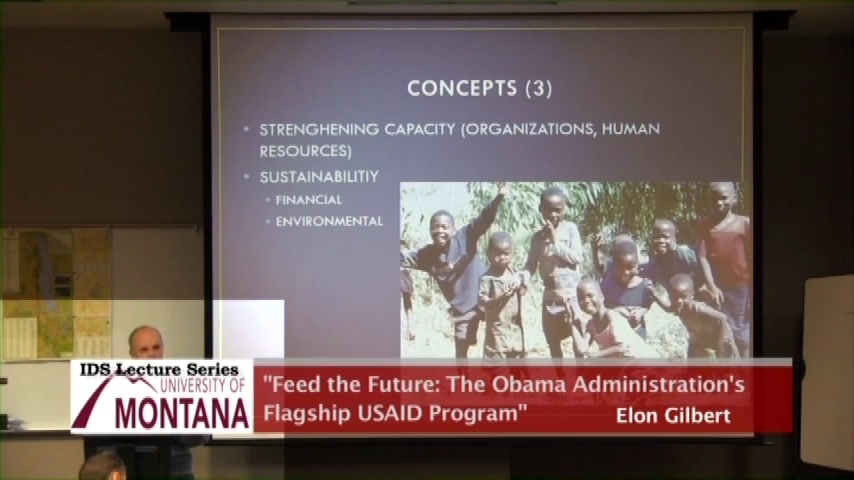 CONCEPTS (3)
• STRENGHENING CAPACITY (ORGANIZATIONS, HUMAN
RESOURCES)
• SUSTAINABILITIY
• FINANCIAL
• ENVIRONMENTAL
IDS Lecture Series
UNIVERSITY OF
MONTANA
"Feed the Future: The Obama Administration's
Flagship USAID Program"
Elon Gilbert